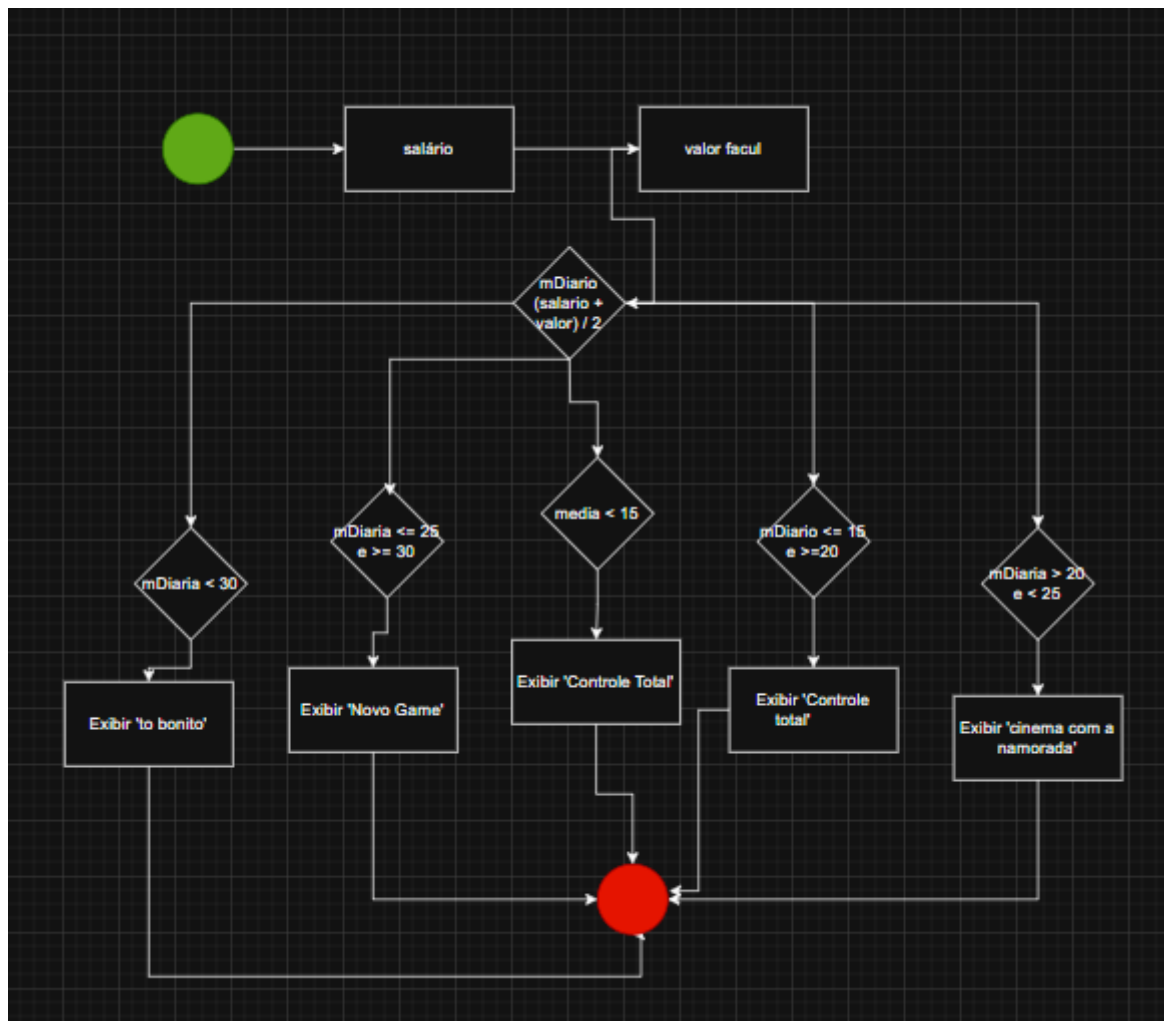 salário
valor facul
mDiario
(salario +
valor) / 2
mDiaria < 30
mDiaria <= 25
e >= 30
media < 15
mDiario <= 15
e >=20
mDiaria > 20
e < 25
Exibir 'to bonito'
Exibir 'Novo Game'
Exibir 'Controle Total'
Exibir 'Controle
total'
Exibir 'cinema com a
namorada'